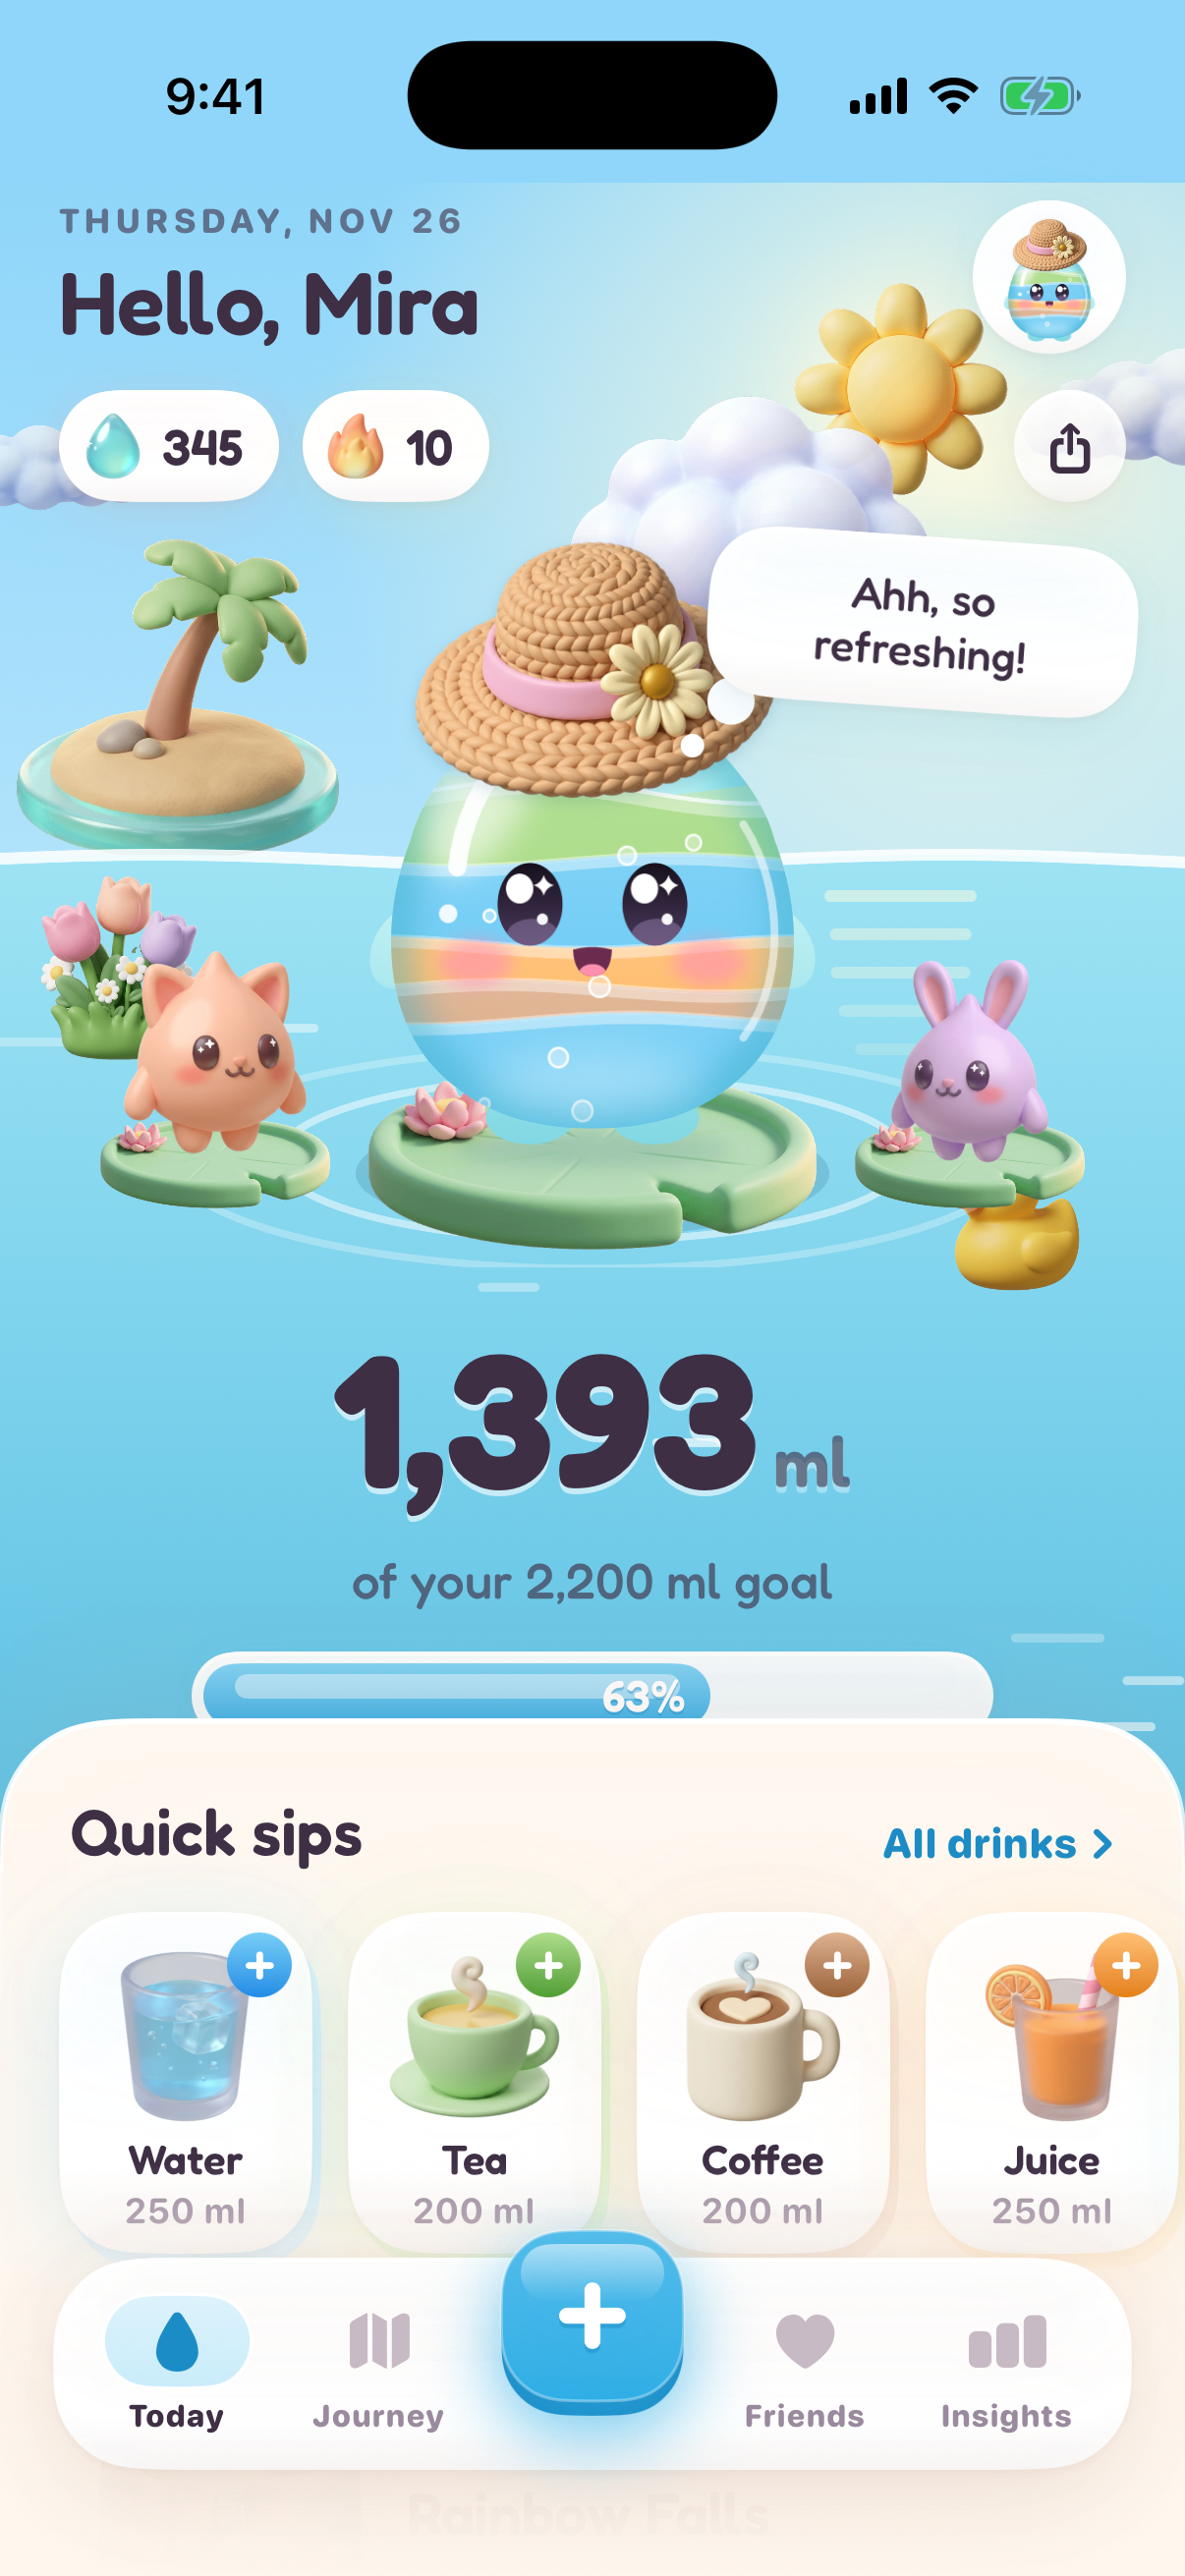 9:41
THURSDAY, NOV 26
Hello, Mira
345
10
Ahh, so
refreshing!
1,393 ml
of your 2,200 ml goal
63%
Quick sips
All drinks
Water
Tea
Coffee
Juice
250 ml
200 ml
200 ml
250 ml
Today
Journey
Friends
Insights
Rainbow Falls